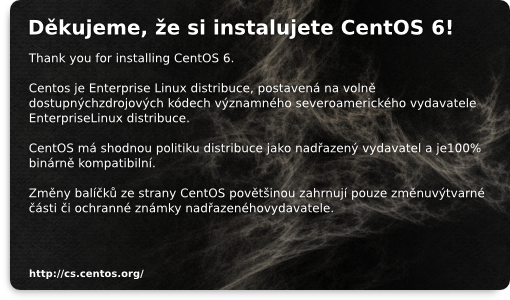 Děkujeme, že si instalujete CentOS 6!
Thank you for installing CentOS 6.
Centos je Enterprise Linux distribuce, postavená na volně
dostupnýchzdrojových kódech významného severoamerického vydavatele
EnterpriseLinux distribuce.
CentOS má shodnou politiku distribuce jako nadřazený vydavatel a je100%
binárně kompatibilní.
Změny balíčků ze strany CentOS povětšinou zahrnují pouze změnuvýtvarné
části či ochranné známky nadřazenéhovydavatele.
http://cs.centos.org/